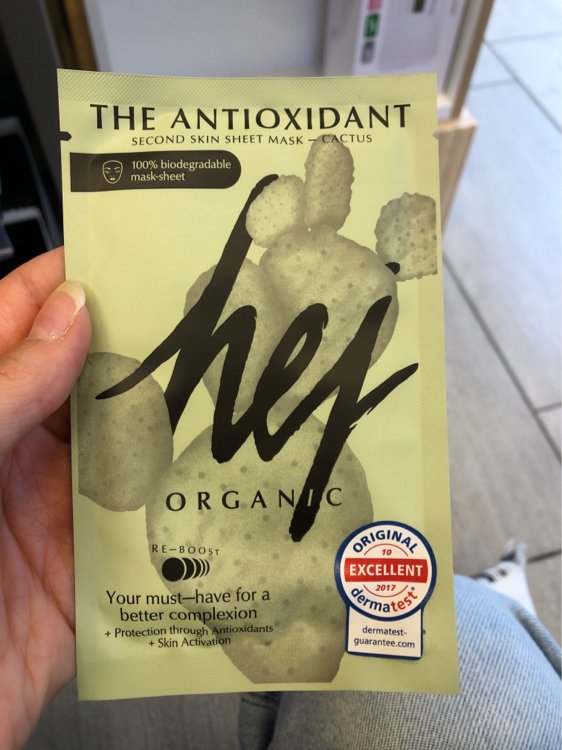 THE ANTIOXIDANT
SECOND SKIN SHEET MASK – CACTUS
100% biodegradable
mask-sheet
hej
ORGANIC
RE–BOOST
Your must–have for a
better complexion
+ Protection through Antioxidants
+ Skin Activation
ORIGINAL
10
EXCELLENT
2017
dermatest®
dermatest-
guarantee.com